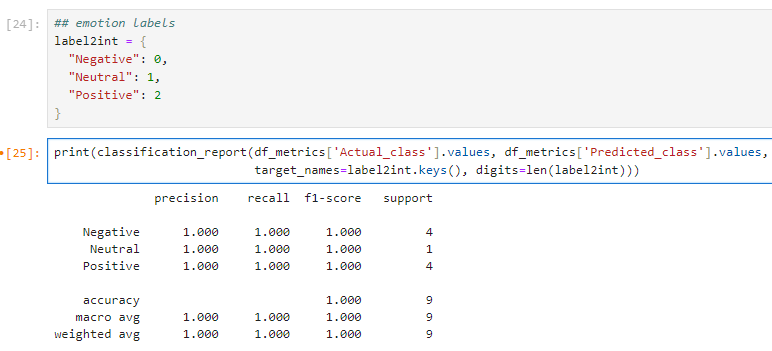 [24]: ## emotion labels
label2int = {
  "Negative": 0,
  "Neutral": 1,
  "Positive": 2
}
[25]: print(classification_report(df_metrics['Actual_class'].values, df_metrics['Predicted_class'].values,
                            target_names=label2int.keys(), digits=len(label2int)))
              precision    recall  f1-score   support
    Negative      1.000     1.000     1.000         4
     Neutral      1.000     1.000     1.000         1
    Positive      1.000     1.000     1.000         4
    accuracy                          1.000         9
   macro avg      1.000     1.000     1.000         9
weighted avg      1.000     1.000     1.000         9